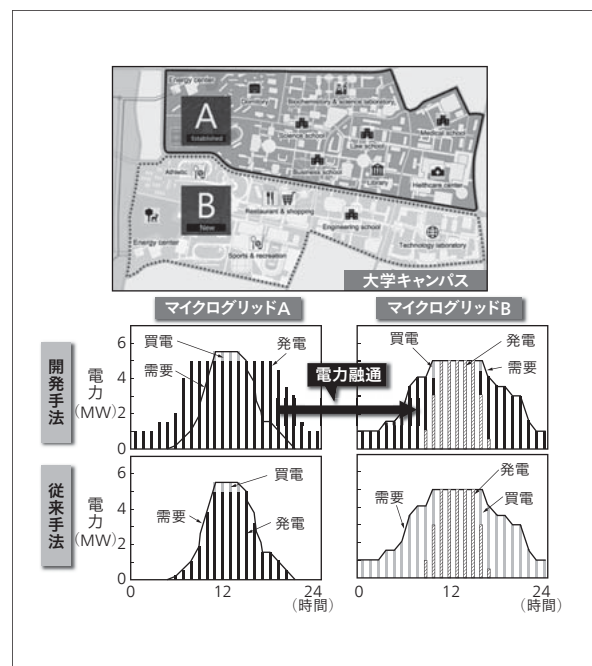 Energy center
Dormitory
Biochemistry & science laboratory
A
Established
Science school
Law school
Medical school
Business school
Library
Helthcare center
Athletic
B
New
Restaurant & shopping
Engineering school
Energy center
Sports & recreation
Technology laboratory
大学キャンパス
マイクログリッドA
マイクログリッドB
開発手法
電力
(MW)
6
4
2
0
買電
需要
発電
電力融通
買電
発電
需要
従来手法
電力
(MW)
6
4
2
0
買電
需要
発電
発電
買電
需要
0
12
24
(時間)
0
12
24
(時間)